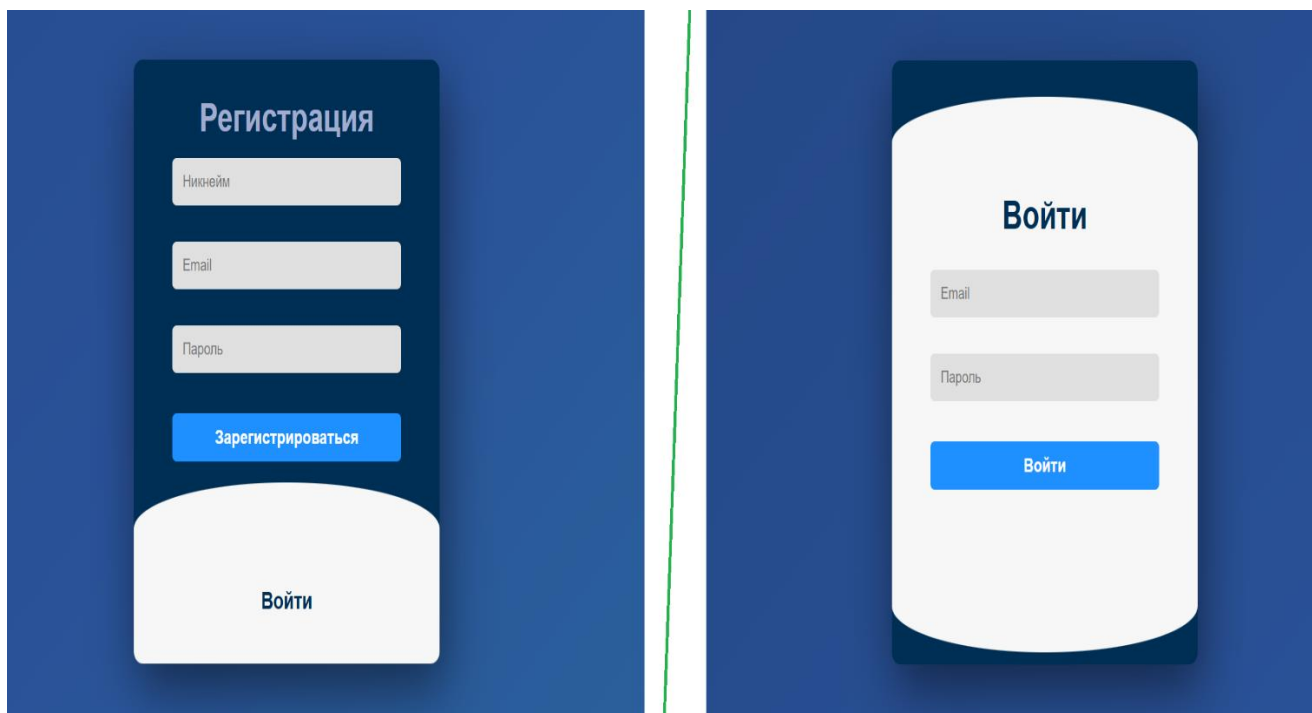 Регистрация
Никнейм
Email
Пароль
Зарегистрироваться
Войти
Войти
Email
Пароль
Войти